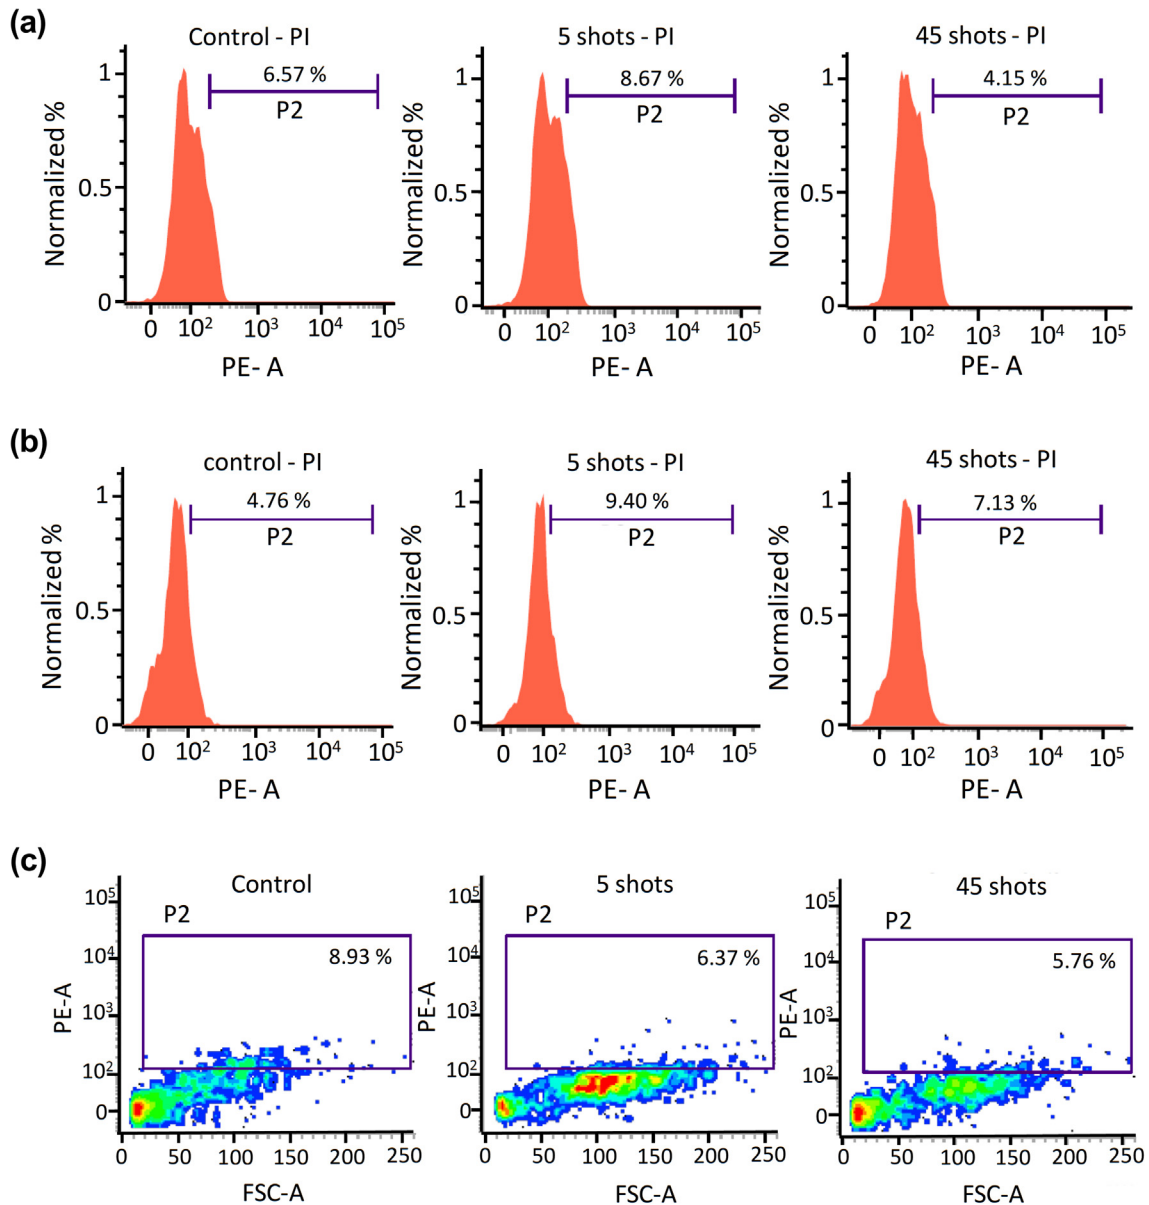 (a)
Control - PI
5 shots - PI
45 shots - PI
6.57 %
8.67 %
4.15 %
P2
P2
P2
Normalized %
Normalized %
Normalized %
1
0.5
0
1
0.5
0
1
0.5
0
0 10² 10³ 10⁴ 10⁵
0 10² 10³ 10⁴ 10⁵
0 10² 10³ 10⁴ 10⁵
PE- A
PE- A
PE- A
(b)
control - PI
5 shots - PI
45 shots - PI
4.76 %
9.40 %
7.13 %
P2
P2
P2
Normalized %
Normalized %
Normalized %
1
0.5
0
1
0.5
0
1
0.5
0
0 10² 10³ 10⁴ 10⁵
0 10² 10³ 10⁴ 10⁵
0 10² 10³ 10⁴ 10⁵
PE- A
PE- A
PE- A
(c)
Control
5 shots
45 shots
P2
P2
P2
8.93 %
6.37 %
5.76 %
PE-A
PE-A
PE-A
10⁵
10⁴
10³
10²
0
10⁵
10⁴
10³
10²
0
10⁵
10⁴
10³
10²
0
0 50 100 150 200 250
0 50 100 150 200 250
0 50 100 150 200 250
FSC-A
FSC-A
FSC-A